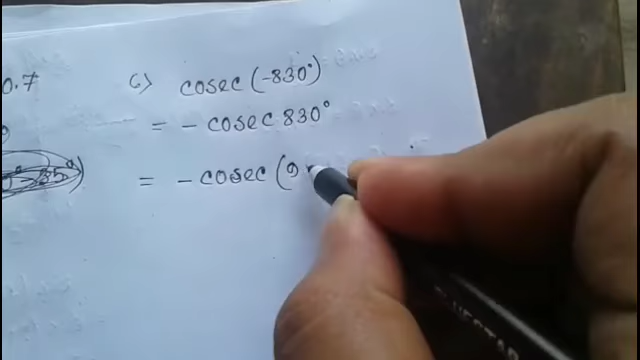 0.7
c> cosec (-830°)
= - cosec 830°
= - cosec (9